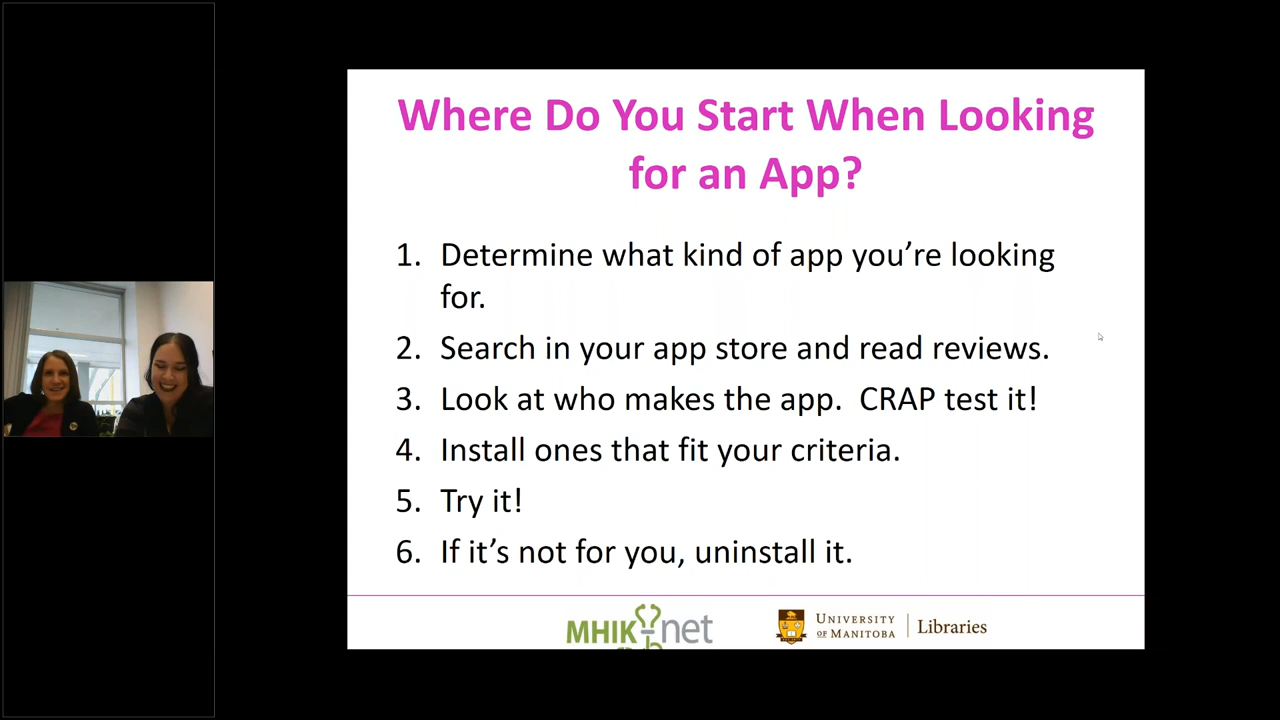 Where Do You Start When Looking
for an App?
1. Determine what kind of app you’re looking
for.
2. Search in your app store and read reviews.
3. Look at who makes the app.  CRAP test it!
4. Install ones that fit your criteria.
5. Try it!
6. If it’s not for you, uninstall it.
MHIKnet
UNIVERSITY
OF MANITOBA
Libraries